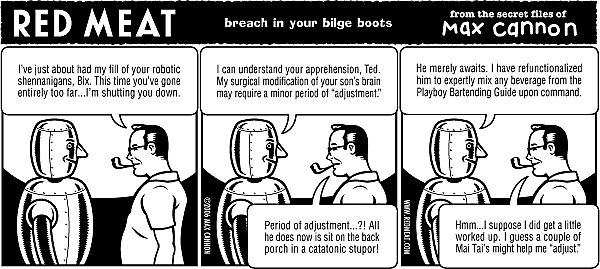 RED MEAT
breach in your bilge boots
from the secret files of
Max cannon
I've just about had my fill of your robotic
shennanigans, Bix. This time you've gone
entirely too far...I'm shutting you down.
I can understand your apprehension, Ted.
My surgical modification of your son's brain
may require a minor period of "adjustment."
Period of adjustment...?! All
he does now is sit on the back
porch in a catatonic stupor!
©2006 MAX CANNON
He merely awaits. I have refunctionalized
him to expertly mix any beverage from the
Playboy Bartending Guide upon command.
Hmm...I suppose I did get a little
worked up. I guess a couple of
Mai Tai's might help me "adjust."
WWW.REDMEAT.COM